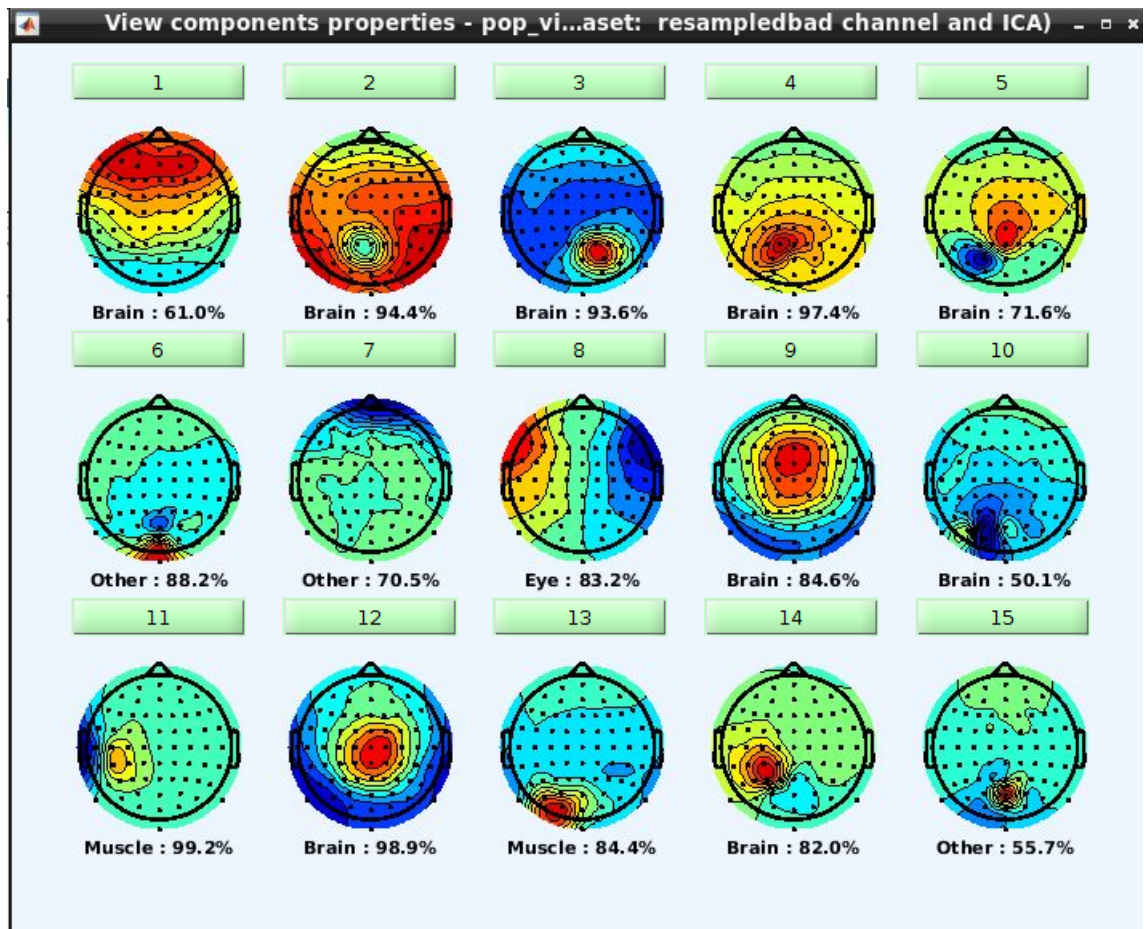 View components properties - pop_vi...aset: resampledbad channel and ICA)
1 2 3 4 5
Brain : 61.0% Brain : 94.4% Brain : 93.6% Brain : 97.4% Brain : 71.6%
6 7 8 9 10
Other : 88.2% Other : 70.5% Eye : 83.2% Brain : 84.6% Brain : 50.1%
11 12 13 14 15
Muscle : 99.2% Brain : 98.9% Muscle : 84.4% Brain : 82.0% Other : 55.7%